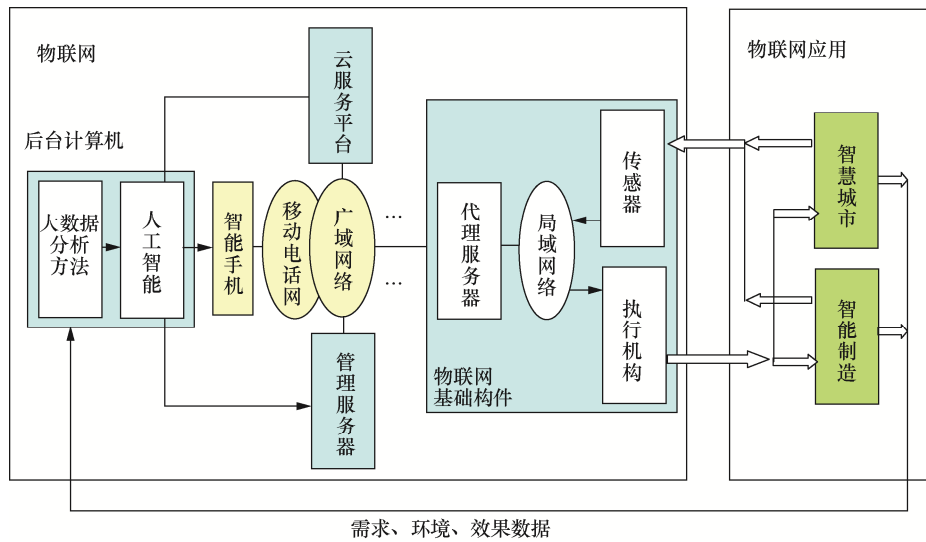 物联网
后台计算机
人数据
分析
方法
人工智能
智能手机
移动电话网
广域网络
云服务平台
管理服务器
…
…
代理服务器
局域网络
传感器
执行机构
物联网
基础构件
物联网应用
智慧城市
智能制造
需求、环境、效果数据